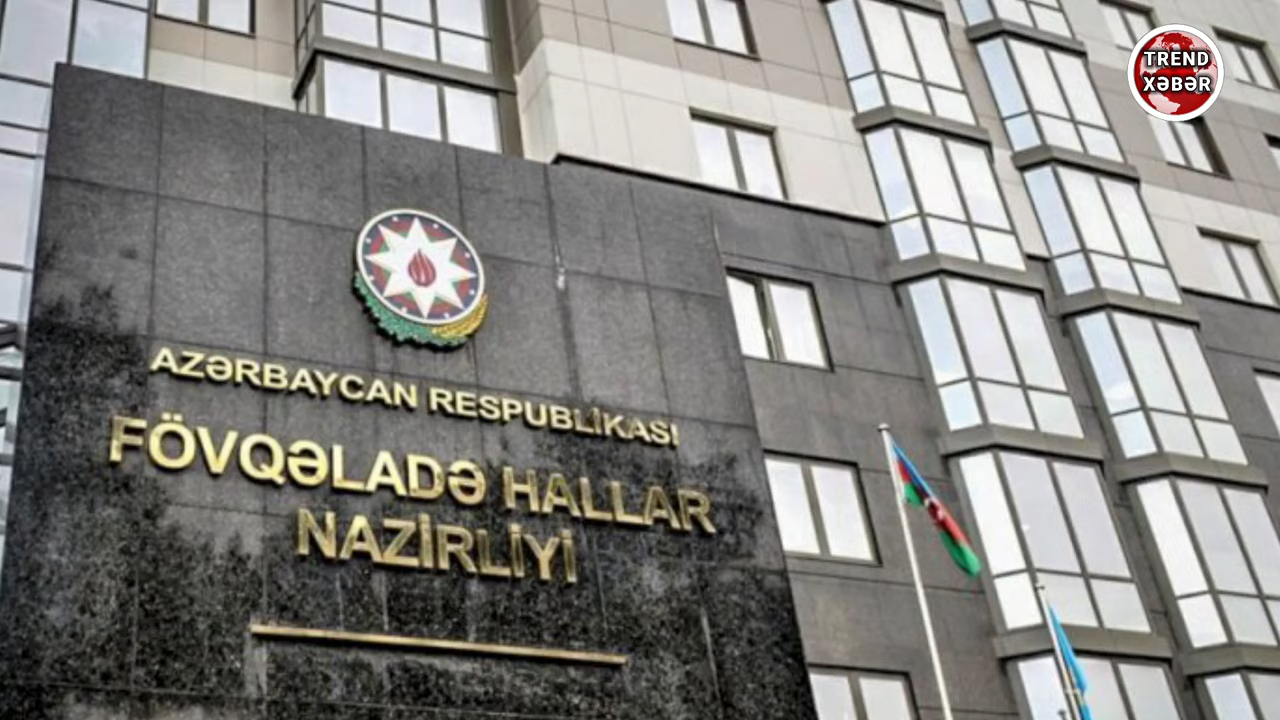 TREND
XƏBƏR
AZƏRBAYCAN RESPUBLİKASI
FÖVQƏLADƏ HALLAR
NAZİRLİYİ